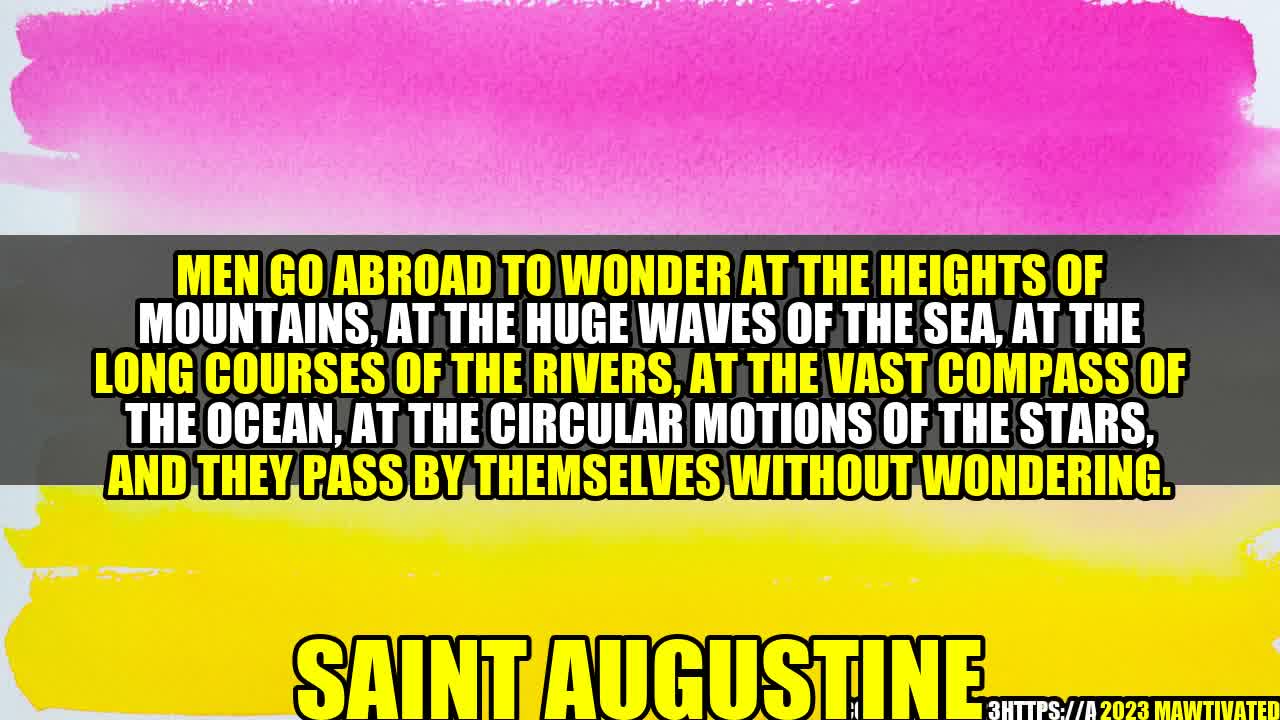 MEN GO ABROAD TO WONDER AT THE HEIGHTS OF
MOUNTAINS, AT THE HUGE WAVES OF THE SEA, AT THE
LONG COURSES OF THE RIVERS, AT THE VAST COMPASS OF
THE OCEAN, AT THE CIRCULAR MOTIONS OF THE STARS,
AND THEY PASS BY THEMSELVES WITHOUT WONDERING.
SAINT AUGUSTINE
3HTTPS://A 2023 MAWTIVATED